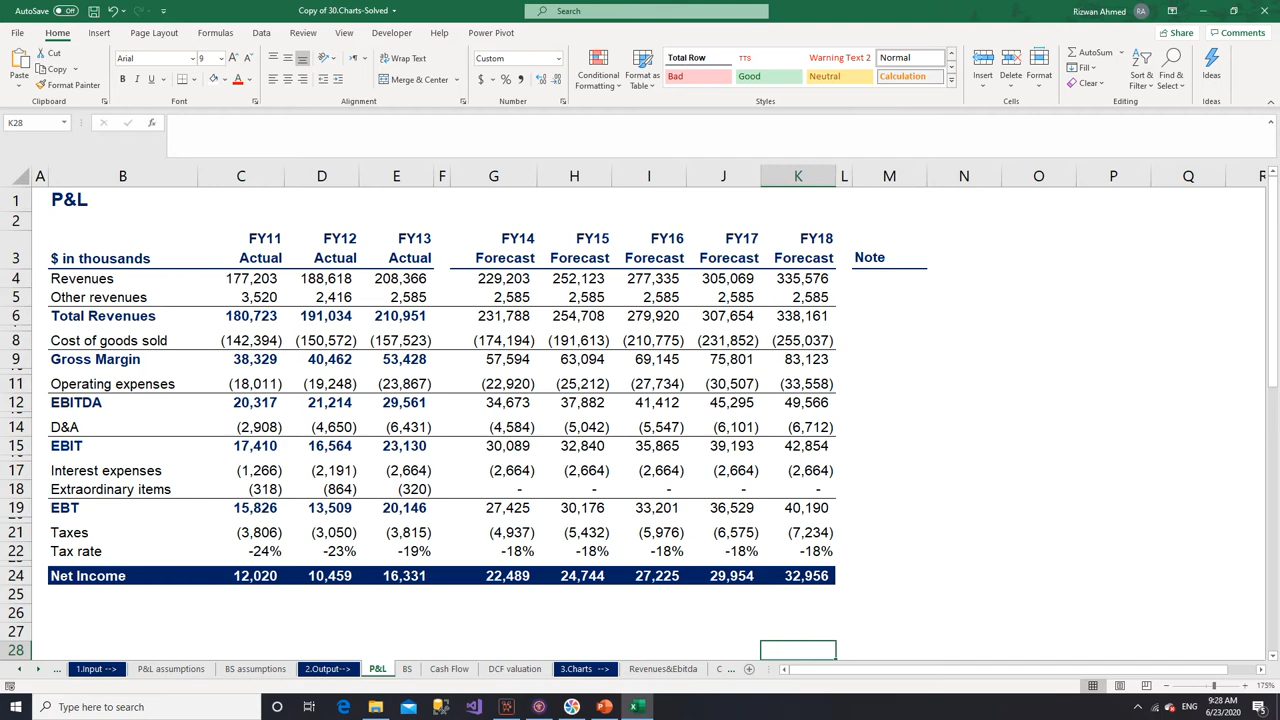 AutoSave Off Copy of 30.Charts-Solved Search Rizwan Ahmed RA
File Home Insert Page Layout Formulas Data Review View Developer Help Power Pivot Share Comments
Paste Cut Copy Format Painter Clipboard
Arial 9 B I U Font
Wrap Text Merge & Center Alignment
Custom $ % Number
Conditional Formatting Format as Table
Total Row TTS Warning Text 2 Normal
Bad Good Neutral Calculation
Styles
Insert Delete Format Cells
AutoSum Fill Clear Sort & Filter Find & Select Editing
Ideas Ideas
K28 fx
A B C D E F G H I J K L M N O P Q R
1 P&L
2
FY11 FY12 FY13 FY14 FY15 FY16 FY17 FY18
3 $ in thousands Actual Actual Actual Forecast Forecast Forecast Forecast Forecast Note
4 Revenues 177,203 188,618 208,366 229,203 252,123 277,335 305,069 335,576
5 Other revenues 3,520 2,416 2,585 2,585 2,585 2,585 2,585 2,585
6 Total Revenues 180,723 191,034 210,951 231,788 254,708 279,920 307,654 338,161
8 Cost of goods sold (142,394) (150,572) (157,523) (174,194) (191,613) (210,775) (231,852) (255,037)
9 Gross Margin 38,329 40,462 53,428 57,594 63,094 69,145 75,801 83,123
11 Operating expenses (18,011) (19,248) (23,867) (22,920) (25,212) (27,734) (30,507) (33,558)
12 EBITDA 20,317 21,214 29,561 34,673 37,882 41,412 45,295 49,566
14 D&A (2,908) (4,650) (6,431) (4,584) (5,042) (5,547) (6,101) (6,712)
15 EBIT 17,410 16,564 23,130 30,089 32,840 35,865 39,193 42,854
17 Interest expenses (1,266) (2,191) (2,664) (2,664) (2,664) (2,664) (2,664) (2,664)
18 Extraordinary items (318) (864) (320) - - - - -
19 EBT 15,826 13,509 20,146 27,425 30,176 33,201 36,529 40,190
21 Taxes (3,806) (3,050) (3,815) (4,937) (5,432) (5,976) (6,575) (7,234)
22 Tax rate -24% -23% -19% -18% -18% -18% -18% -18%
24 Net Income 12,020 10,459 16,331 22,489 24,744 27,225 29,954 32,956
25
26
27
28
... 1.Input --> P&L assumptions BS assumptions 2.Output--> P&L BS Cash Flow DCF valuation 3.Charts --> Revenues&Ebitda C ...
175%
Type here to search ENG 9:28 AM
6/23/2020 5